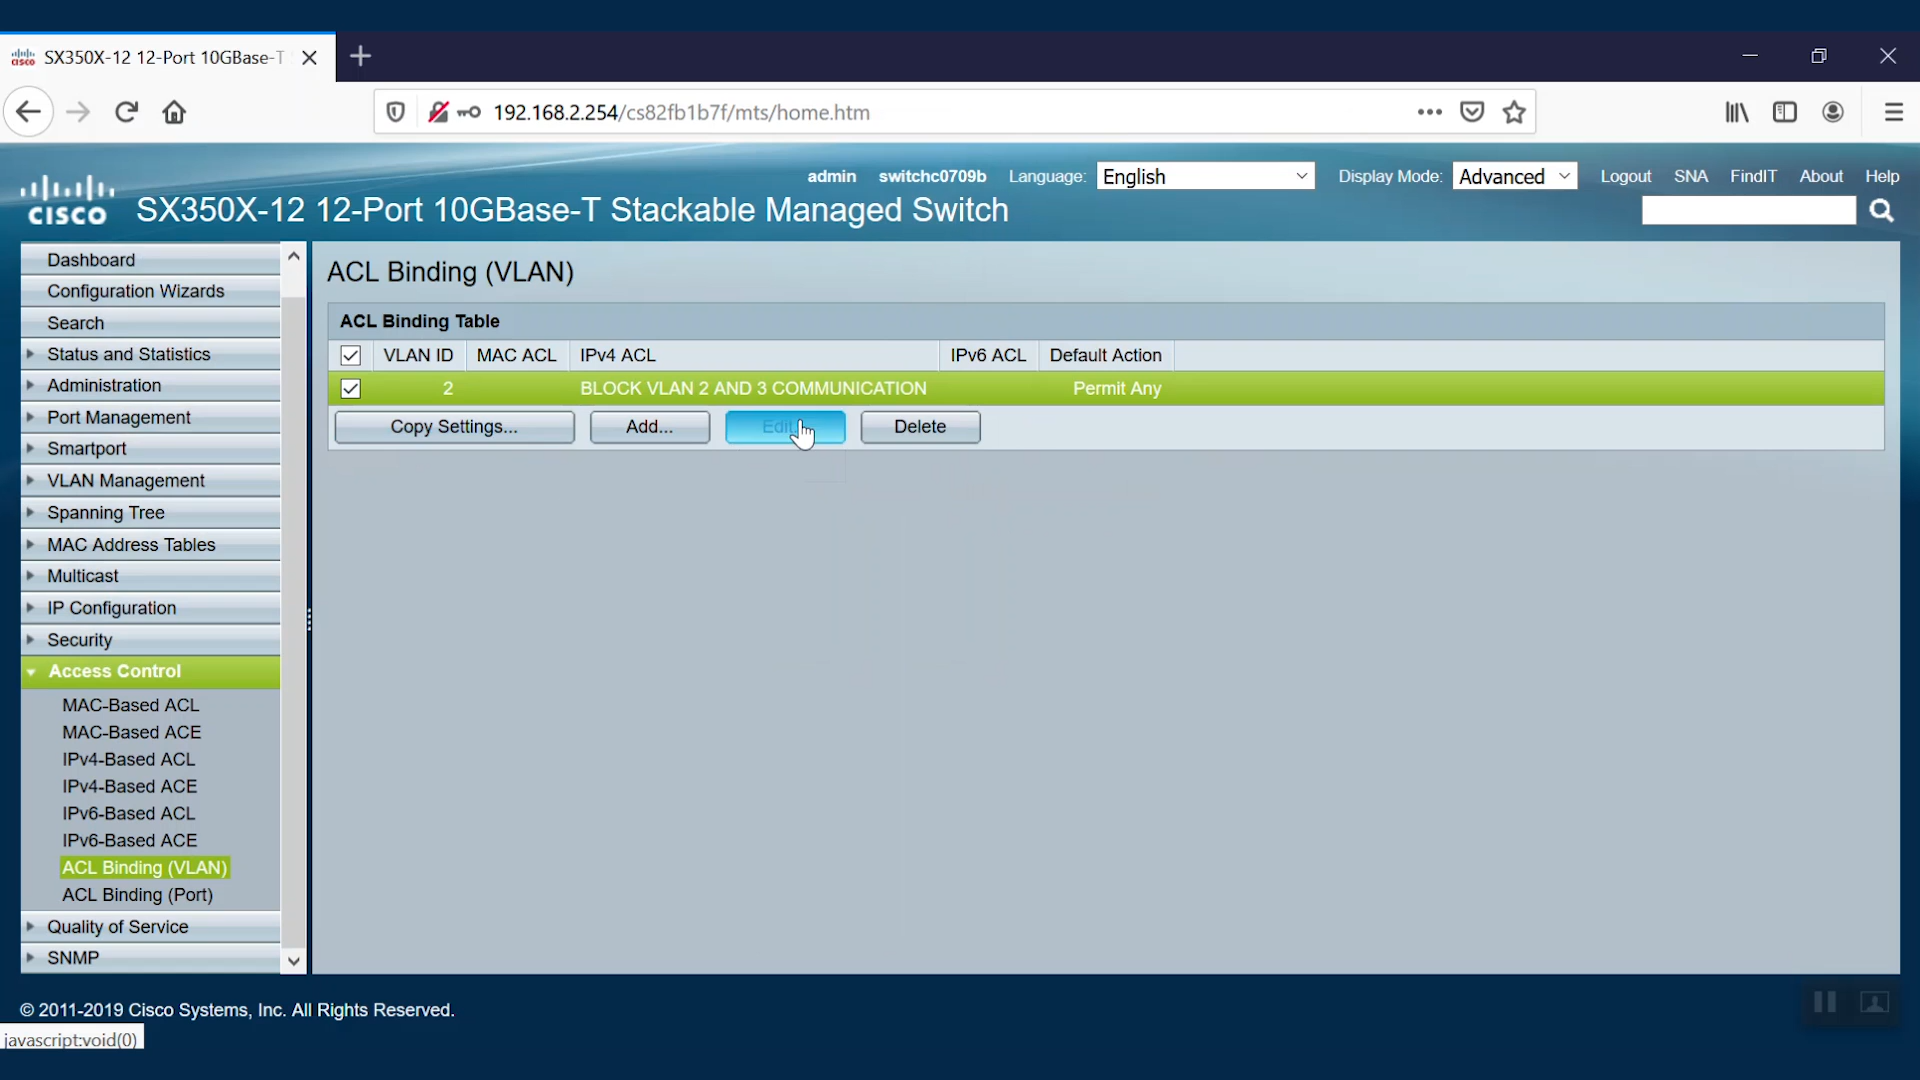 SX350X-12 12-Port 10GBase-T
192.168.2.254/cs82fb1b7f/mts/home.htm
admin switchc0709b Language: English Display Mode: Advanced Logout SNA FindIT About Help
CISCO SX350X-12 12-Port 10GBase-T Stackable Managed Switch
Dashboard
Configuration Wizards
Search
Status and Statistics
Administration
Port Management
Smartport
VLAN Management
Spanning Tree
MAC Address Tables
Multicast
IP Configuration
Security
Access Control
MAC-Based ACL
MAC-Based ACE
IPv4-Based ACL
IPv4-Based ACE
IPv6-Based ACL
IPv6-Based ACE
ACL Binding (VLAN)
ACL Binding (Port)
Quality of Service
SNMP
ACL Binding (VLAN)
ACL Binding Table
VLAN ID MAC ACL IPv4 ACL IPv6 ACL Default Action
2 BLOCK VLAN 2 AND 3 COMMUNICATION Permit Any
Copy Settings... Add... Edit Delete
© 2011-2019 Cisco Systems, Inc. All Rights Reserved.
javascript:void(0)